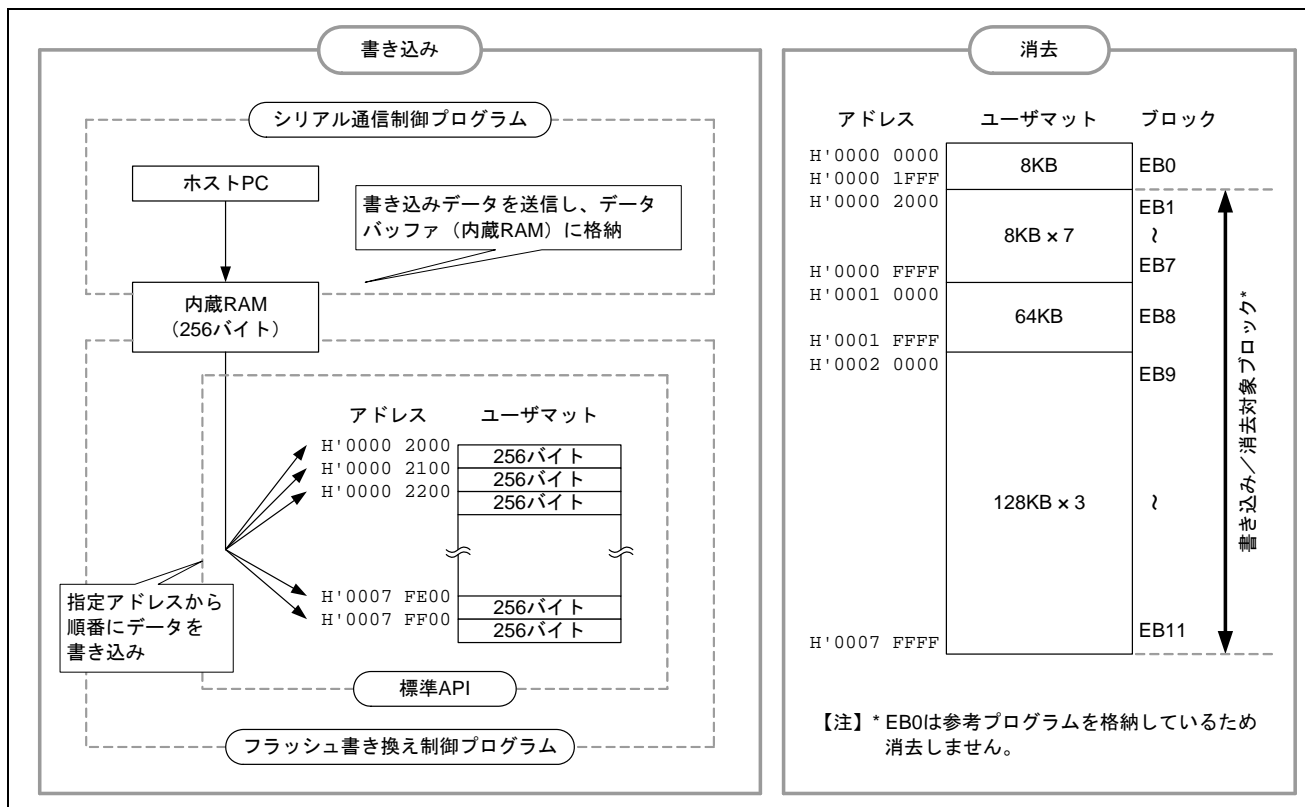 書き込み
シリアル通信制御プログラム
ホストPC
書き込みデータを送信し、データ
バッファ（内蔵RAM）に格納
内蔵RAM
（256バイト）
アドレス ユーザマット
H'0000 2000 256バイト
H'0000 2100 256バイト
H'0000 2200 256バイト
H'0007 FE00 256バイト
H'0007 FF00 256バイト
指定アドレスから
順番にデータを
書き込み
標準API
フラッシュ書き換え制御プログラム
消去
アドレス ユーザマット ブロック
H'0000 0000
8KB EB0
H'0000 1FFF
H'0000 2000
EB1
8KB × 7 ~
EB7
H'0000 FFFF
H'0001 0000
64KB EB8
H'0001 FFFF
H'0002 0000
EB9
128KB × 3 ~
EB11
H'0007 FFFF
書き込み／消去対象ブロック*
【注】* EB0は参考プログラムを格納しているため
消去しません。